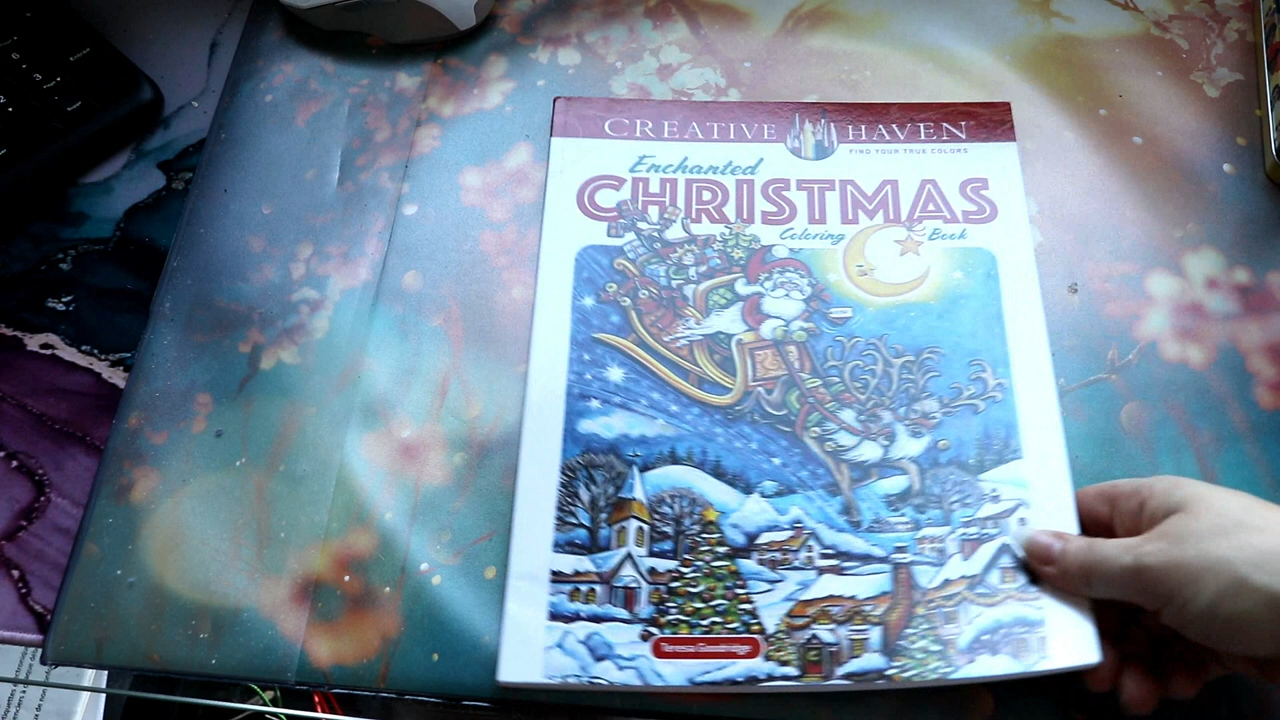 CREATIVE HAVEN
FIND YOUR TRUE COLORS
Enchanted
CHRISTMAS
Coloring Book
Teresa Goodridge